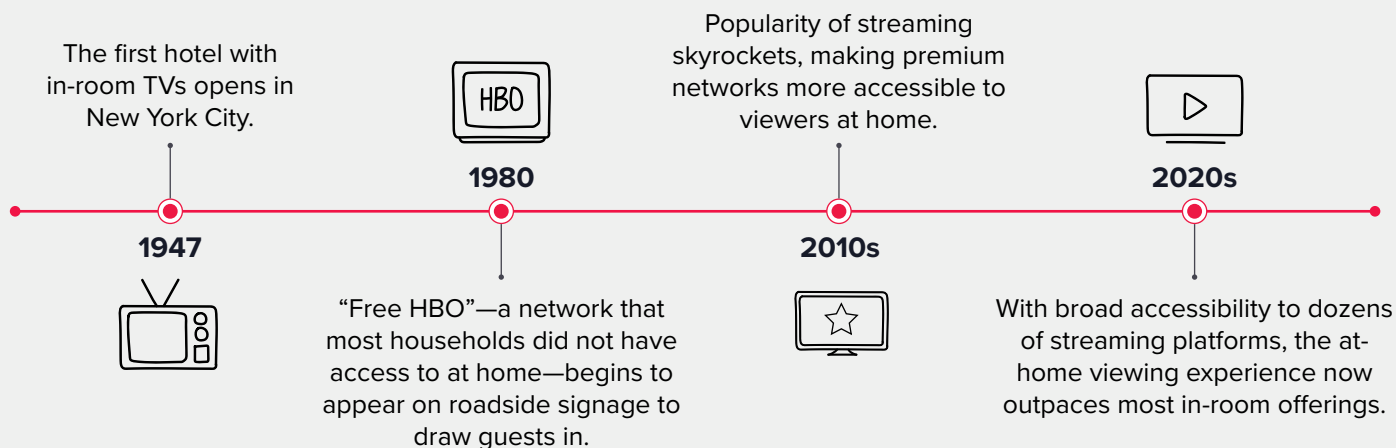 The first hotel with
in-room TVs opens in
New York City.
1947
HBO
1980
“Free HBO”—a network that
most households did not have
access to at home—begins to
appear on roadside signage to
draw guests in.
Popularity of streaming
skyrockets, making premium
networks more accessible to
viewers at home.
2010s
2020s
With broad accessibility to dozens
of streaming platforms, the at-
home viewing experience now
outpaces most in-room offerings.